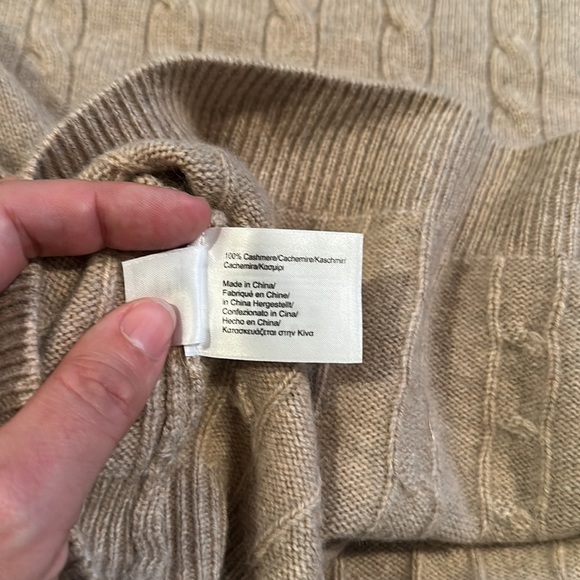 100% Cashmere/Cachemire/Kaschmir/
Cachemira/Κασμιρι
Made in China/
Fabriqué en Chine/
in China Hergestellt/
Confezionato in Cina/
Hecho en China/
Κατασκευάζεται στην Κίνα